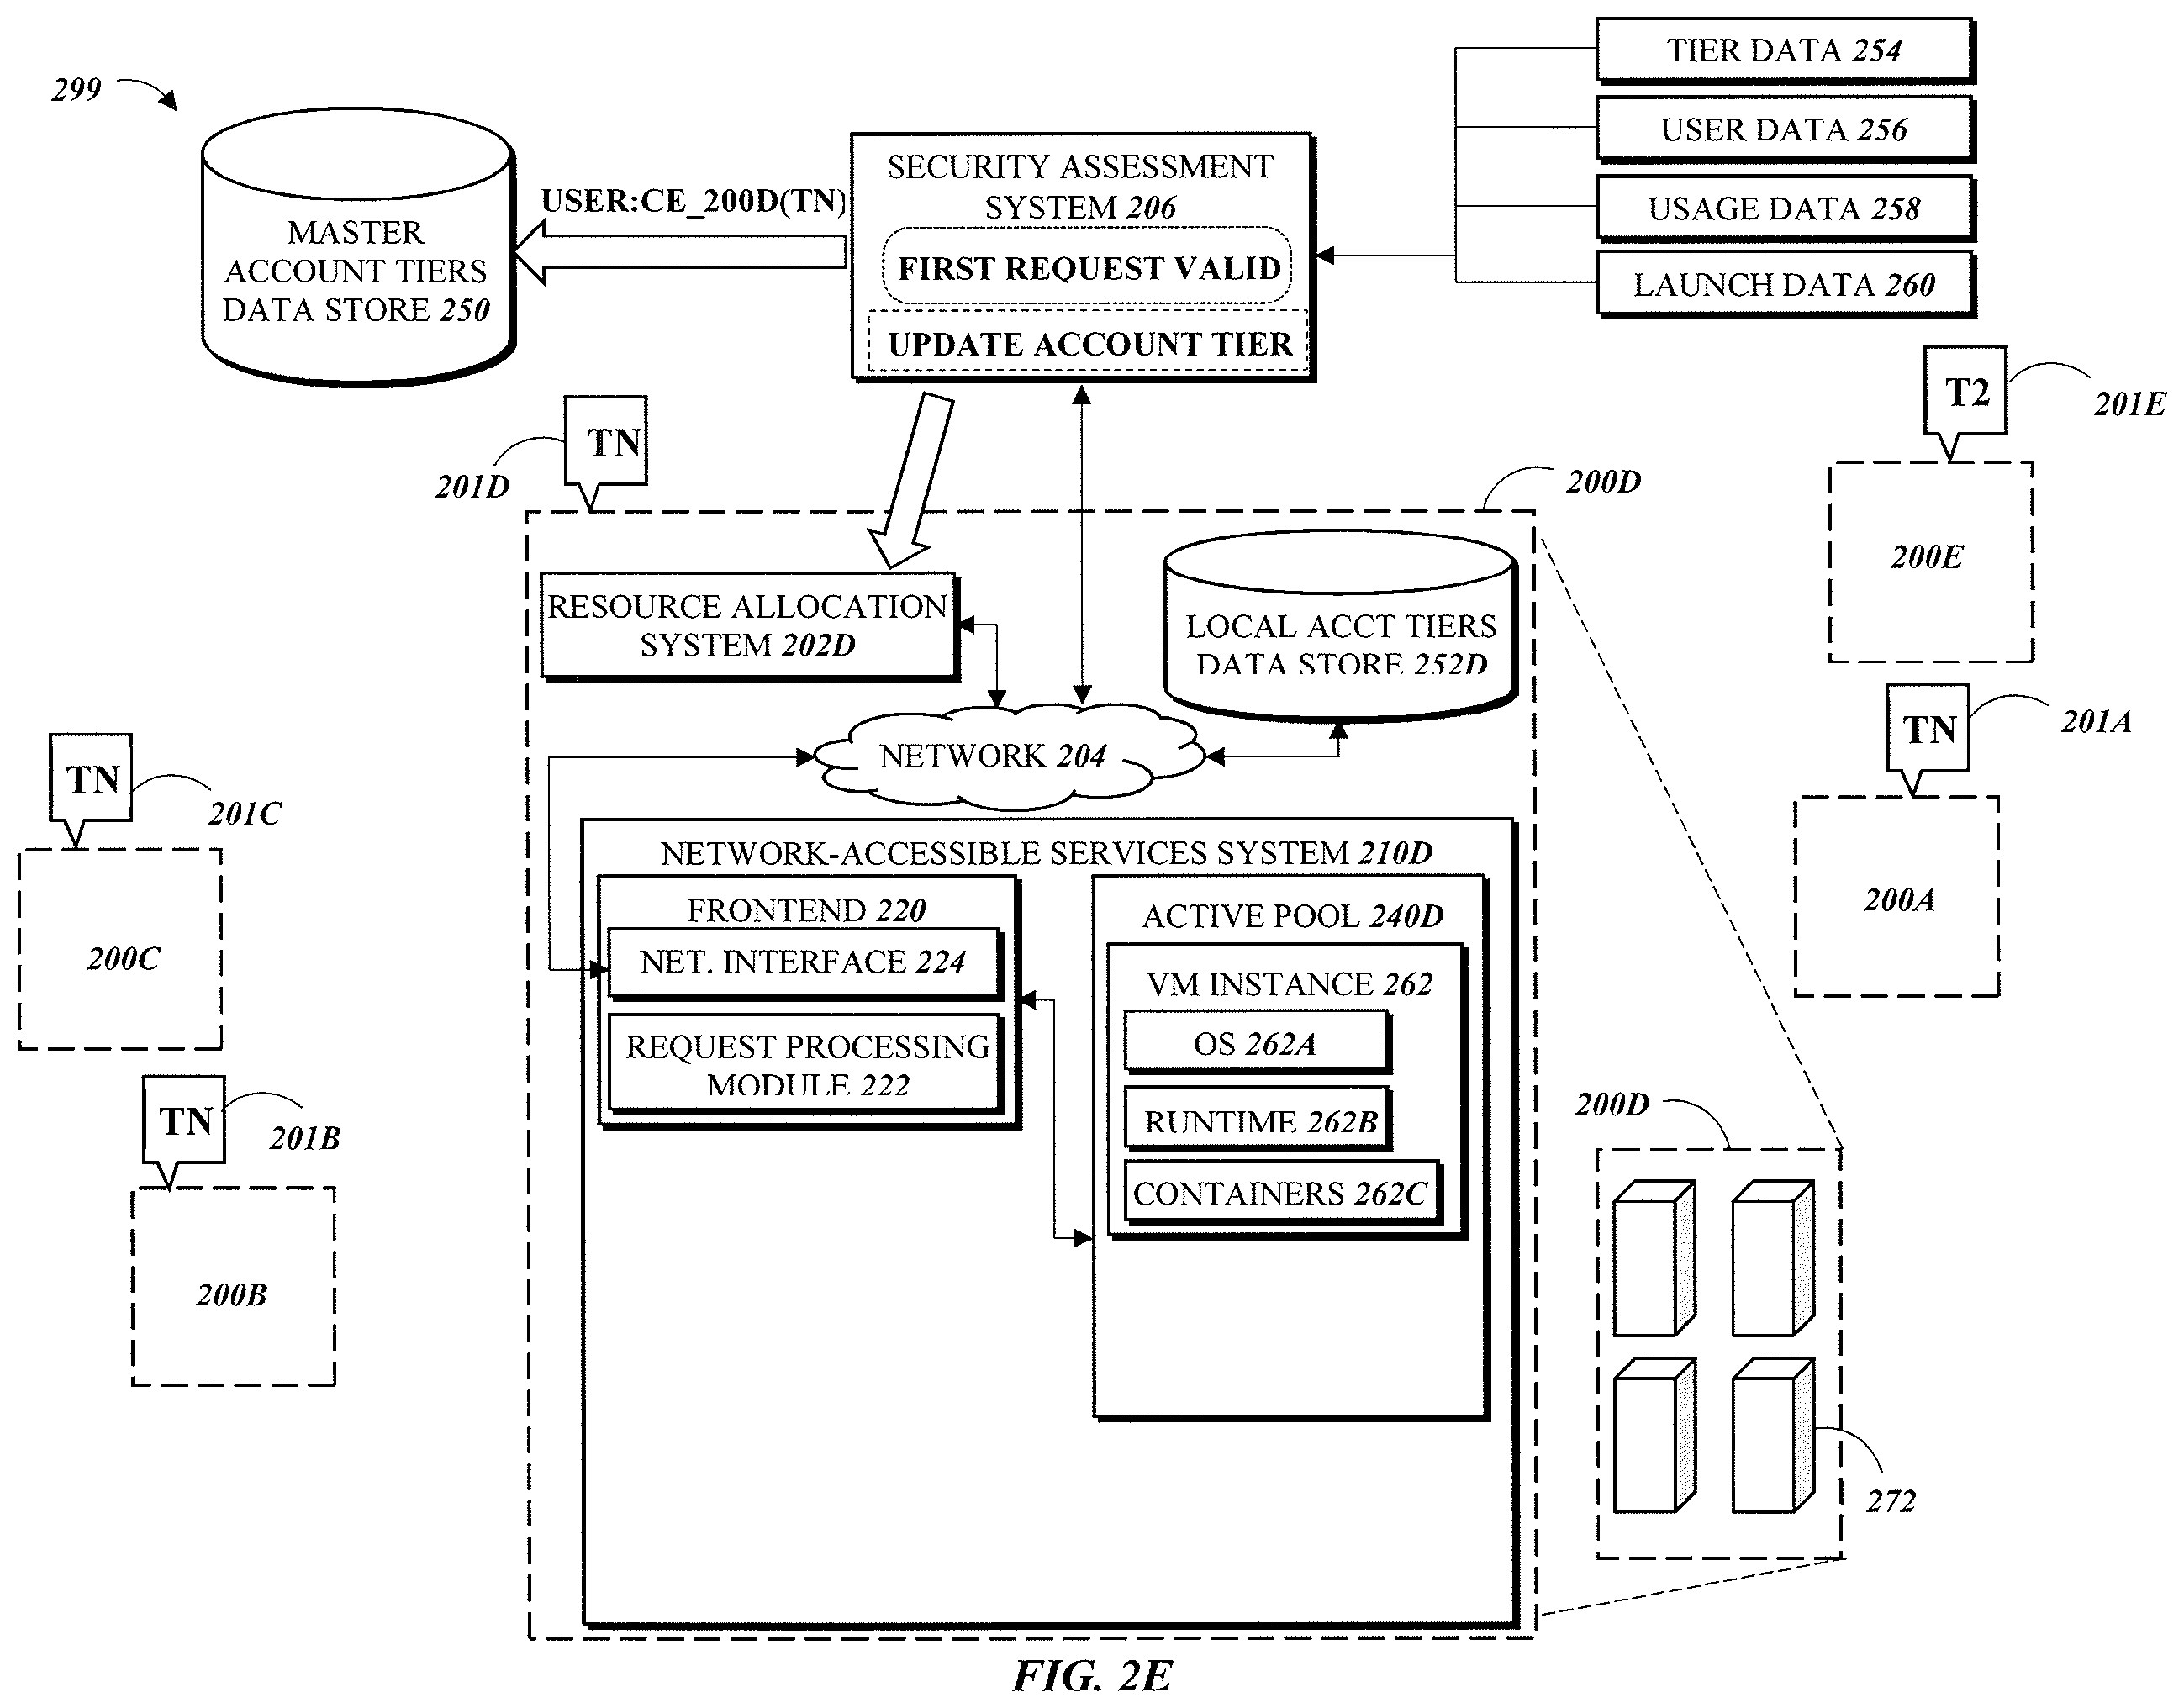 299
MASTER
ACCOUNT TIERS
DATA STORE 250
USER:CE_200D(TN)
SECURITY ASSESSMENT
SYSTEM 206
FIRST REQUEST VALID
UPDATE ACCOUNT TIER
TIER DATA 254
USER DATA 256
USAGE DATA 258
LAUNCH DATA 260
TN
201D
T2
201E
200D
200E
RESOURCE ALLOCATION
SYSTEM 202D
LOCAL ACCT TIERS
DATA STORE 252D
NETWORK 204
TN
201A
200A
TN
201C
200C
TN
201B
200B
NETWORK-ACCESSIBLE SERVICES SYSTEM 210D
FRONTEND 220
NET. INTERFACE 224
REQUEST PROCESSING
MODULE 222
ACTIVE POOL 240D
VM INSTANCE 262
OS 262A
RUNTIME 262B
CONTAINERS 262C
200D
272
FIG. 2E